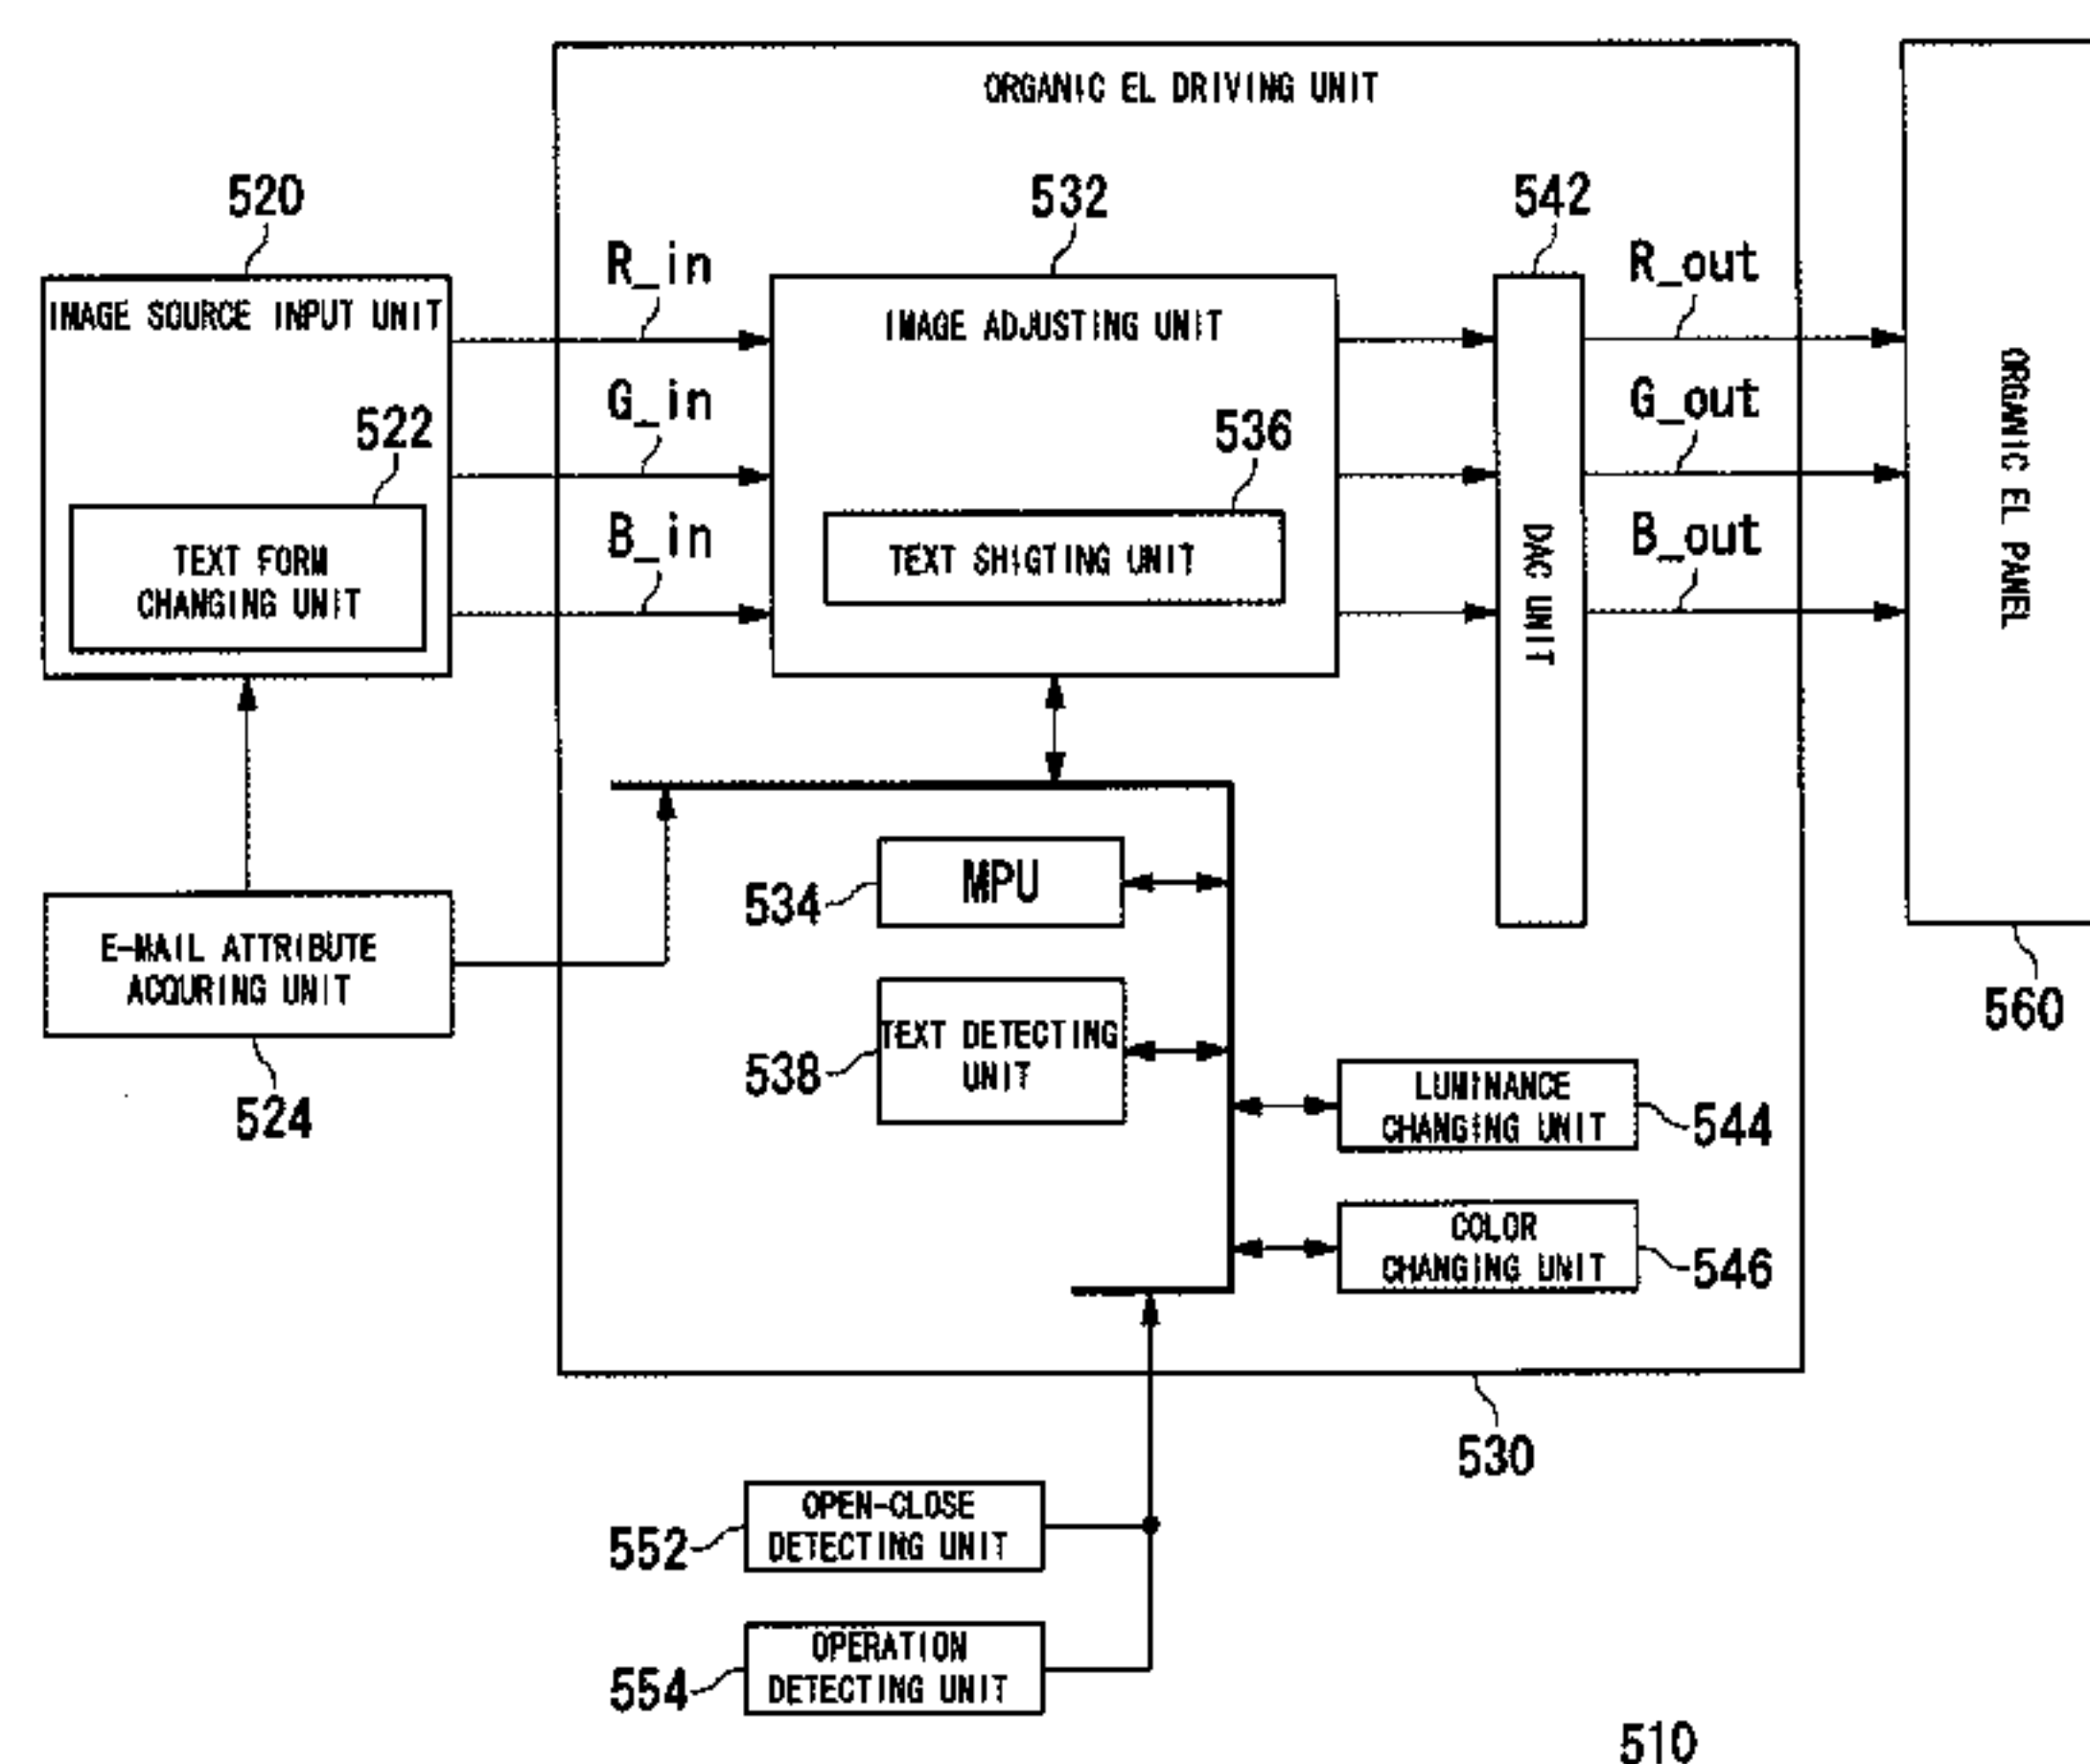 ORGANIC EL DRIVING UNIT
520
532
542
R_in
R_out
IMAGE SOURCE INPUT UNIT
IMAGE ADJUSTING UNIT
G_in
G_out
522
536
B_in
B_out
TEXT FORM
CHANGING UNIT
TEXT SHIGTING UNIT
DAC UNIT
ORGANIC EL PANEL
534
MPU
E-MAIL ATTRIBUTE
ACQURING UNIT
524
538
TEXT DETECTING
UNIT
560
LUMINANCE
CHANGING UNIT
544
COLOR
CHANGING UNIT
546
530
552
OPEN-CLOSE
DETECTING UNIT
554
OPERATION
DETECTING UNIT
510